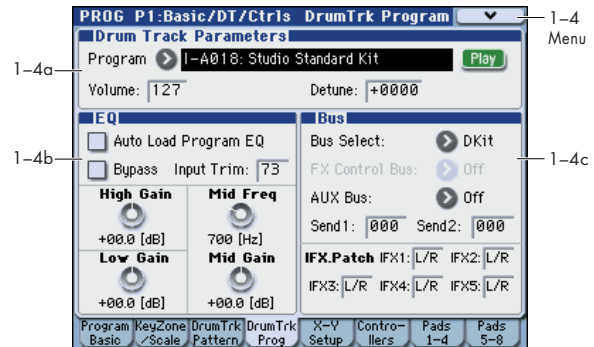 PROG P1:Basic/DT/Ctrls DrumTrk Program
1–4
Menu
Drum Track Parameters
1–4a
Program I-A018: Studio Standard Kit Play
Volume: 127 Detune: +0000
EQ
Bus
Auto Load Program EQ
Bus Select: DKit
1–4b
1–4c
Bypass Input Trim: 73
FX Control Bus: Off
High Gain Mid Freq
AUX Bus: Off
+00.0 [dB] 700 [Hz]
Send1: 000 Send2: 000
Low Gain Mid Gain
IFX.Patch IFX1: L/R IFX2: L/R
+00.0 [dB] +00.0 [dB]
IFX3: L/R IFX4: L/R IFX5: L/R
Program Basic
KeyZone /Scale
DrumTrk Pattern
DrumTrk Prog
X-Y Setup
Contro- llers
Pads 1-4
Pads 5-8